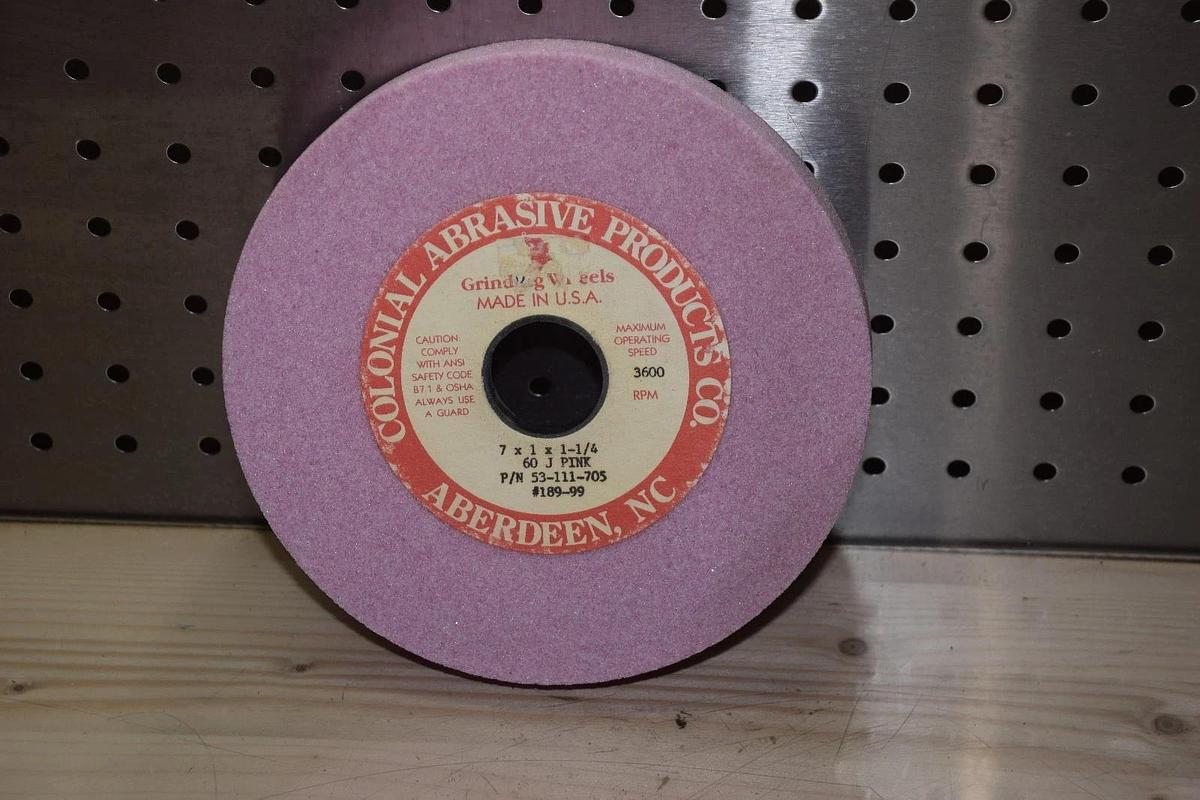 COLONIAL ABRASIVE PRODUCTS CO.
MADE IN U.S.A.
CAUTION:
COMPLY
WITH ANSI
SAFETY CODE
B7.1 & OSHA
ALWAYS USE
A GUARD
MAXIMUM
OPERATING
SPEED
3600
RPM
7 x 1 x 1-1/4
60 J PINK
P/N 53-111-705
#189-99
ABERDEEN, NC